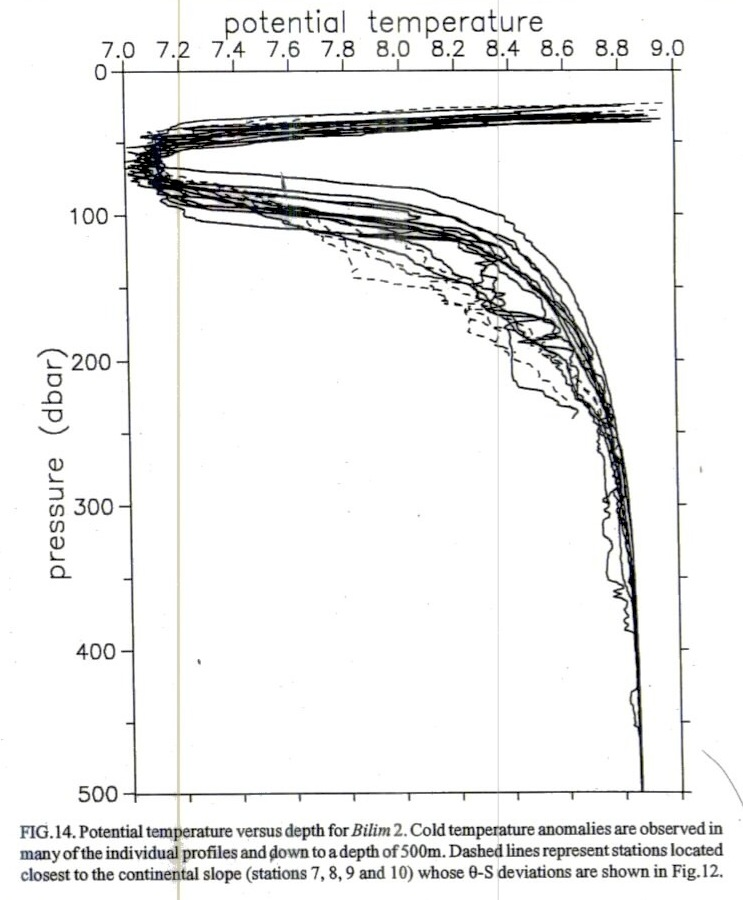 potential temperature
7.0 7.2 7.4 7.6 7.8 8.0 8.2 8.4 8.6 8.8 9.0
0
100
200
300
400
500
pressure (dbar)
FIG.14. Potential temperature versus depth for Bilim 2. Cold temperature anomalies are observed in
many of the individual profiles and down to a depth of 500m. Dashed lines represent stations located
closest to the continental slope (stations 7, 8, 9 and 10) whose θ-S deviations are shown in Fig.12.